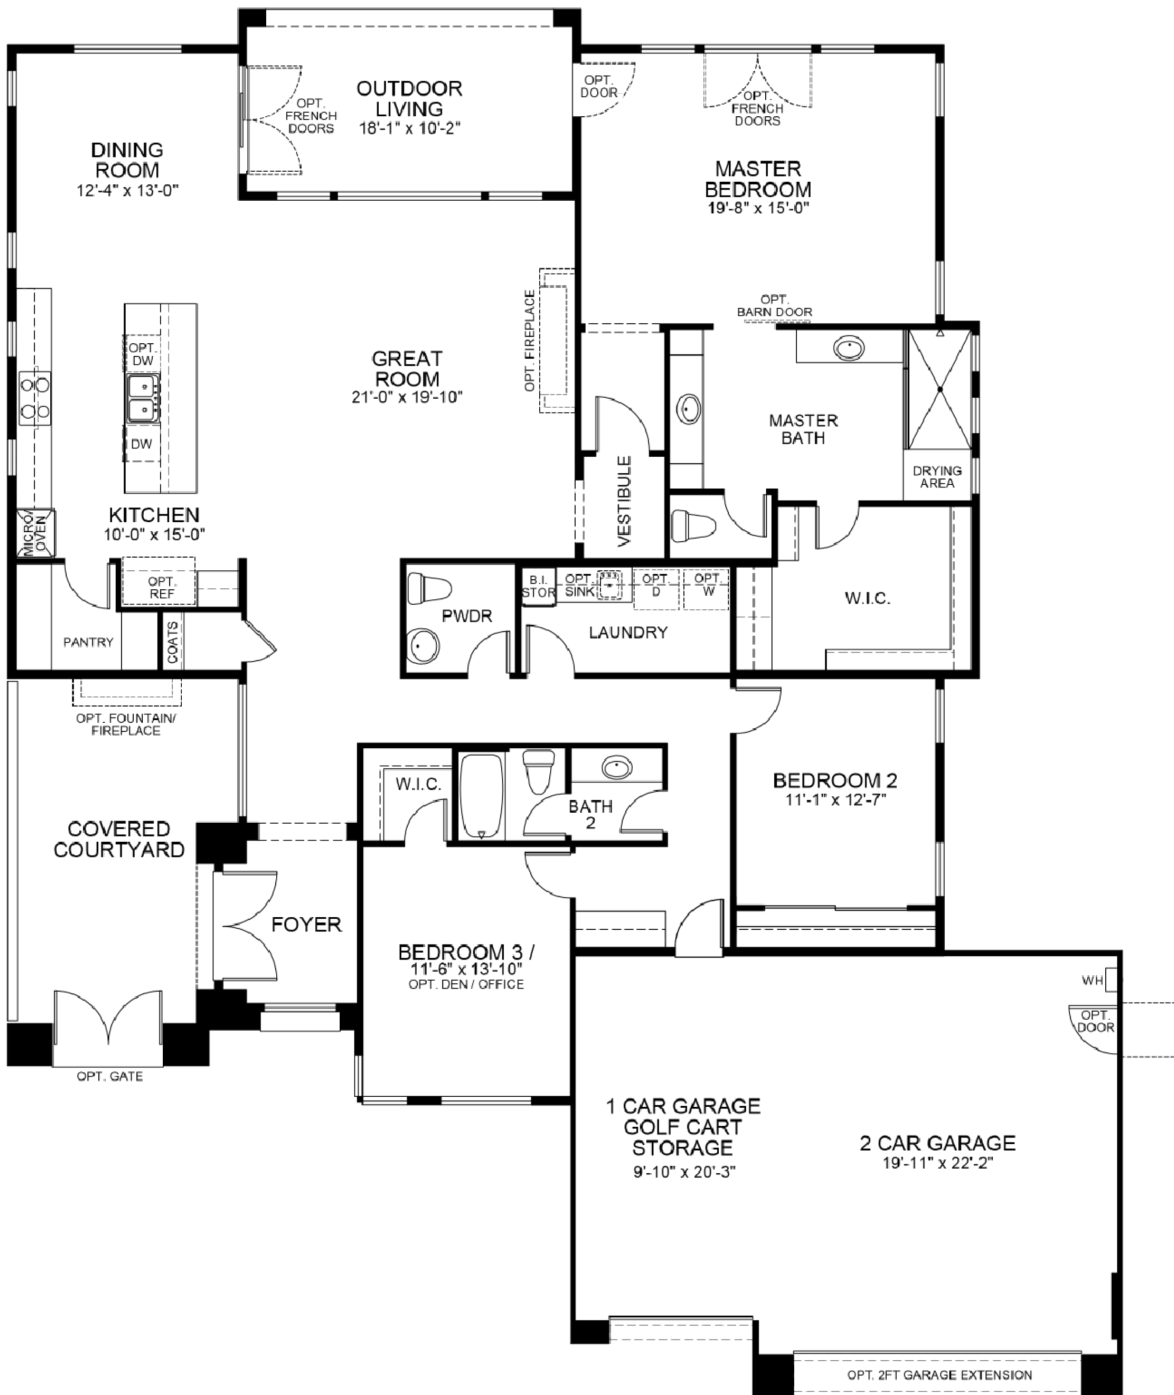 OUTDOOR
LIVING
18'-1" x 10'-2"
OPT.
FRENCH
DOORS
OPT.
DOOR
OPT.
FRENCH
DOORS
DINING
ROOM
12'-4" x 13'-0"
MASTER
BEDROOM
19'-8" x 15'-0"
OPT.
BARN DOOR
OPT. FIREPLACE
GREAT
ROOM
21'-0" x 19'-10"
OPT.
DW
DW
MASTER
BATH
DRYING
AREA
VESTIBULE
KITCHEN
10'-0" x 15'-0"
MICRO/
OVEN
OPT.
REF
PANTRY
COATS
PWDR
B.I.
STOR
OPT.
SINK
OPT.
D
OPT.
W
LAUNDRY
W.I.C.
OPT. FOUNTAIN/
FIREPLACE
COVERED
COURTYARD
W.I.C.
BATH
2
BEDROOM 2
11'-1" x 12'-7"
FOYER
BEDROOM 3 /
11'-6" x 13'-10"
OPT. DEN / OFFICE
WH
OPT.
DOOR
OPT. GATE
1 CAR GARAGE
GOLF CART
STORAGE
9'-10" x 20'-3"
2 CAR GARAGE
19'-11" x 22'-2"
OPT. 2FT GARAGE EXTENSION